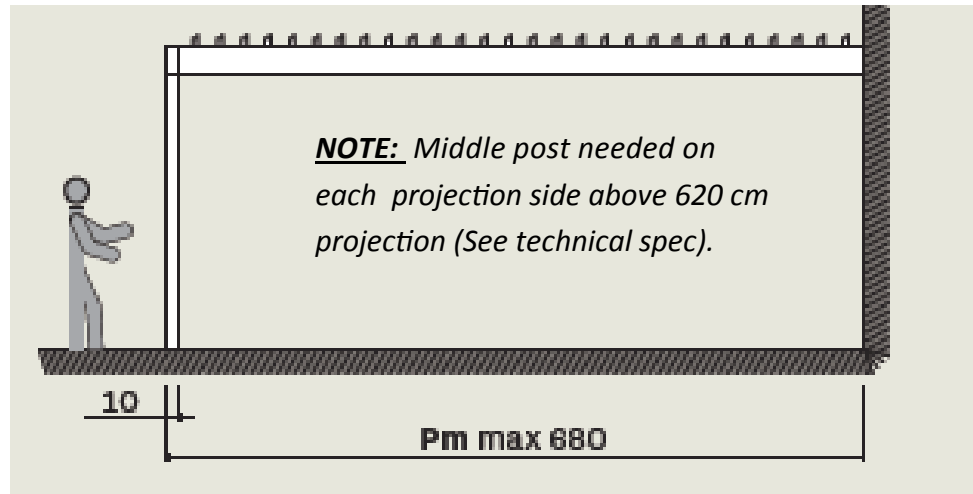 NOTE: Middle post needed on
each projection side above 620 cm
projection (See technical spec).
10
Pm max 680